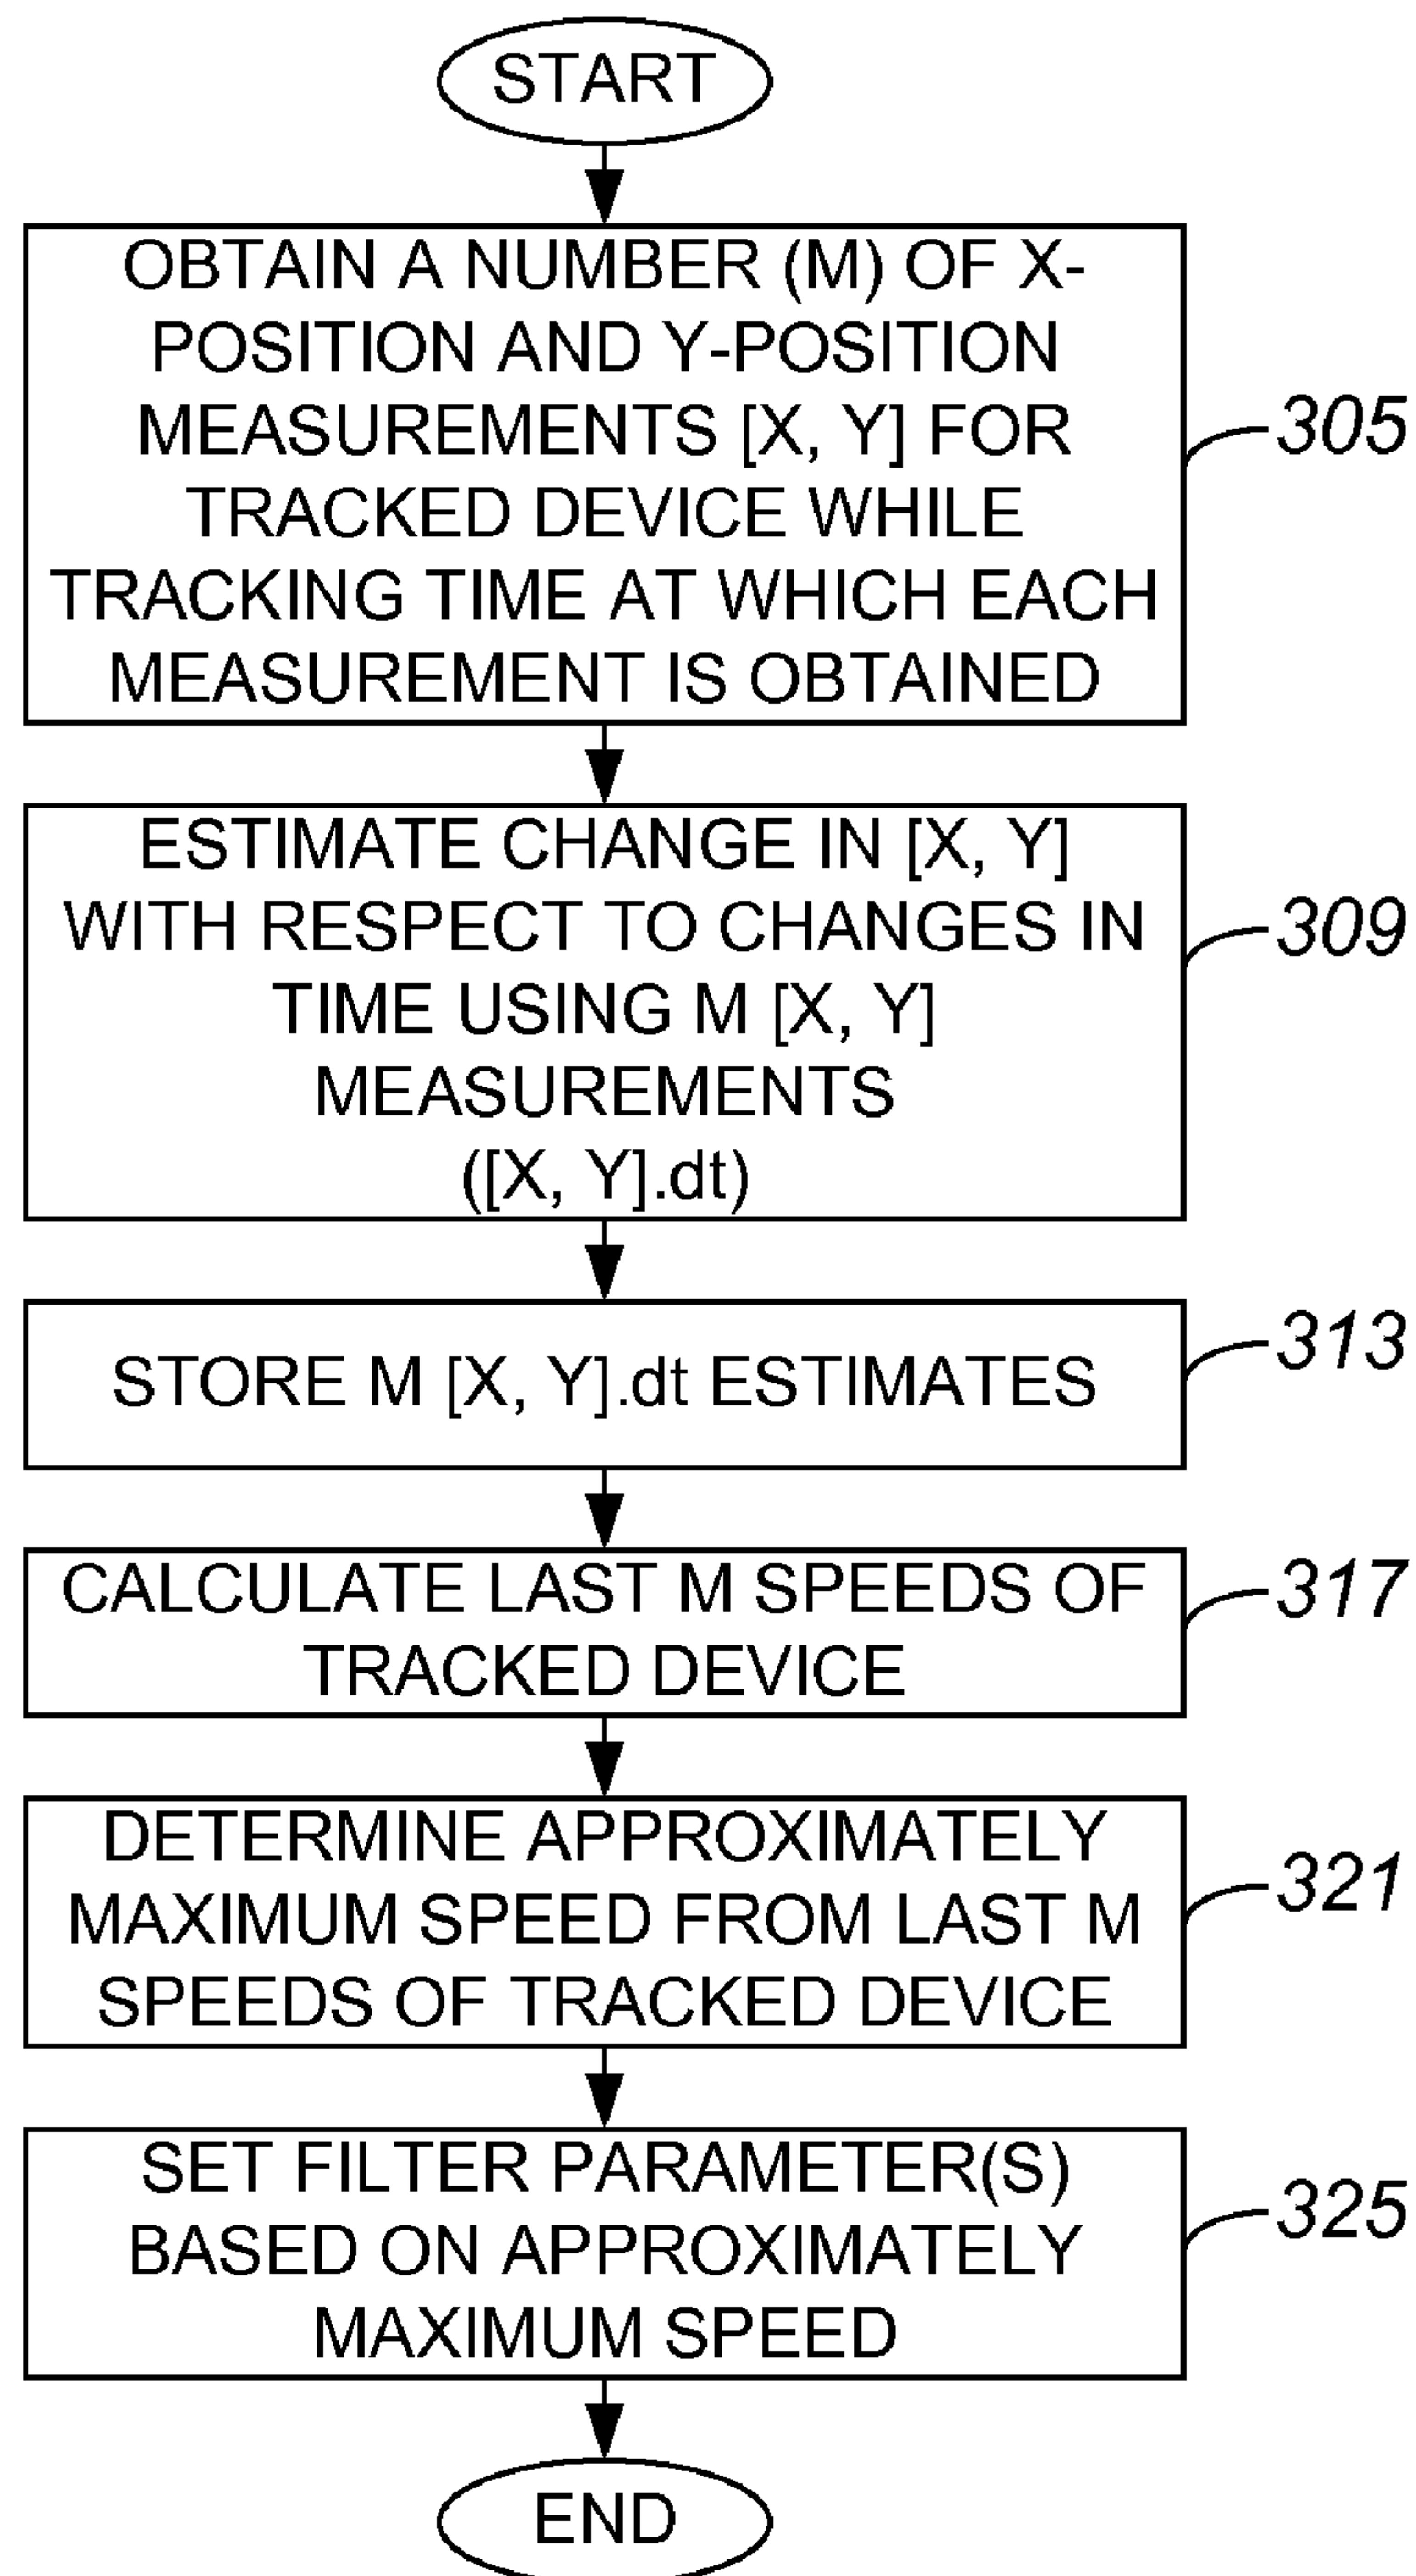 START
OBTAIN A NUMBER (M) OF X-
POSITION AND Y-POSITION
MEASUREMENTS [X, Y] FOR
TRACKED DEVICE WHILE
TRACKING TIME AT WHICH EACH
MEASUREMENT IS OBTAINED
305
ESTIMATE CHANGE IN [X, Y]
WITH RESPECT TO CHANGES IN
TIME USING M [X, Y]
MEASUREMENTS
([X, Y].dt)
309
STORE M [X, Y].dt ESTIMATES
313
CALCULATE LAST M SPEEDS OF
TRACKED DEVICE
317
DETERMINE APPROXIMATELY
MAXIMUM SPEED FROM LAST M
SPEEDS OF TRACKED DEVICE
321
SET FILTER PARAMETER(S)
BASED ON APPROXIMATELY
MAXIMUM SPEED
325
END